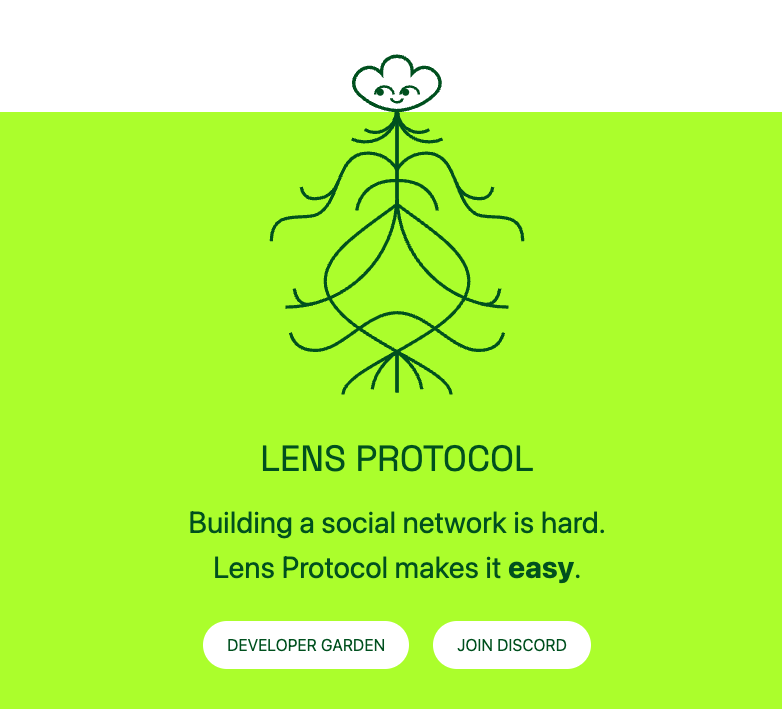 LENS PROTOCOL
Building a social network is hard.
Lens Protocol makes it easy.
DEVELOPER GARDEN
JOIN DISCORD